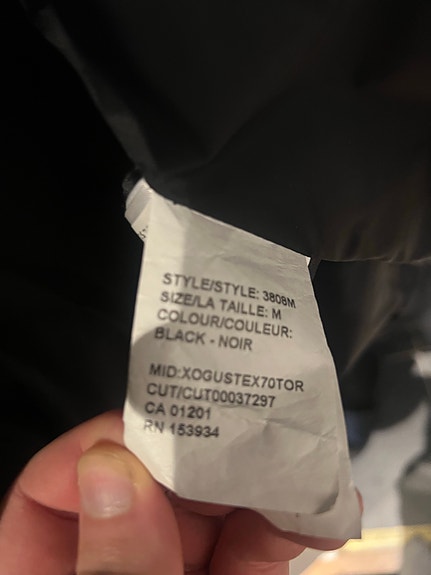 STYLE/STYLE: 3808M
SIZE/LA TAILLE: M
COLOUR/COULEUR:
BLACK - NOIR
MID:XOGUSTEX70TOR
CUT/CUT00037297
CA 01201
RN 153934